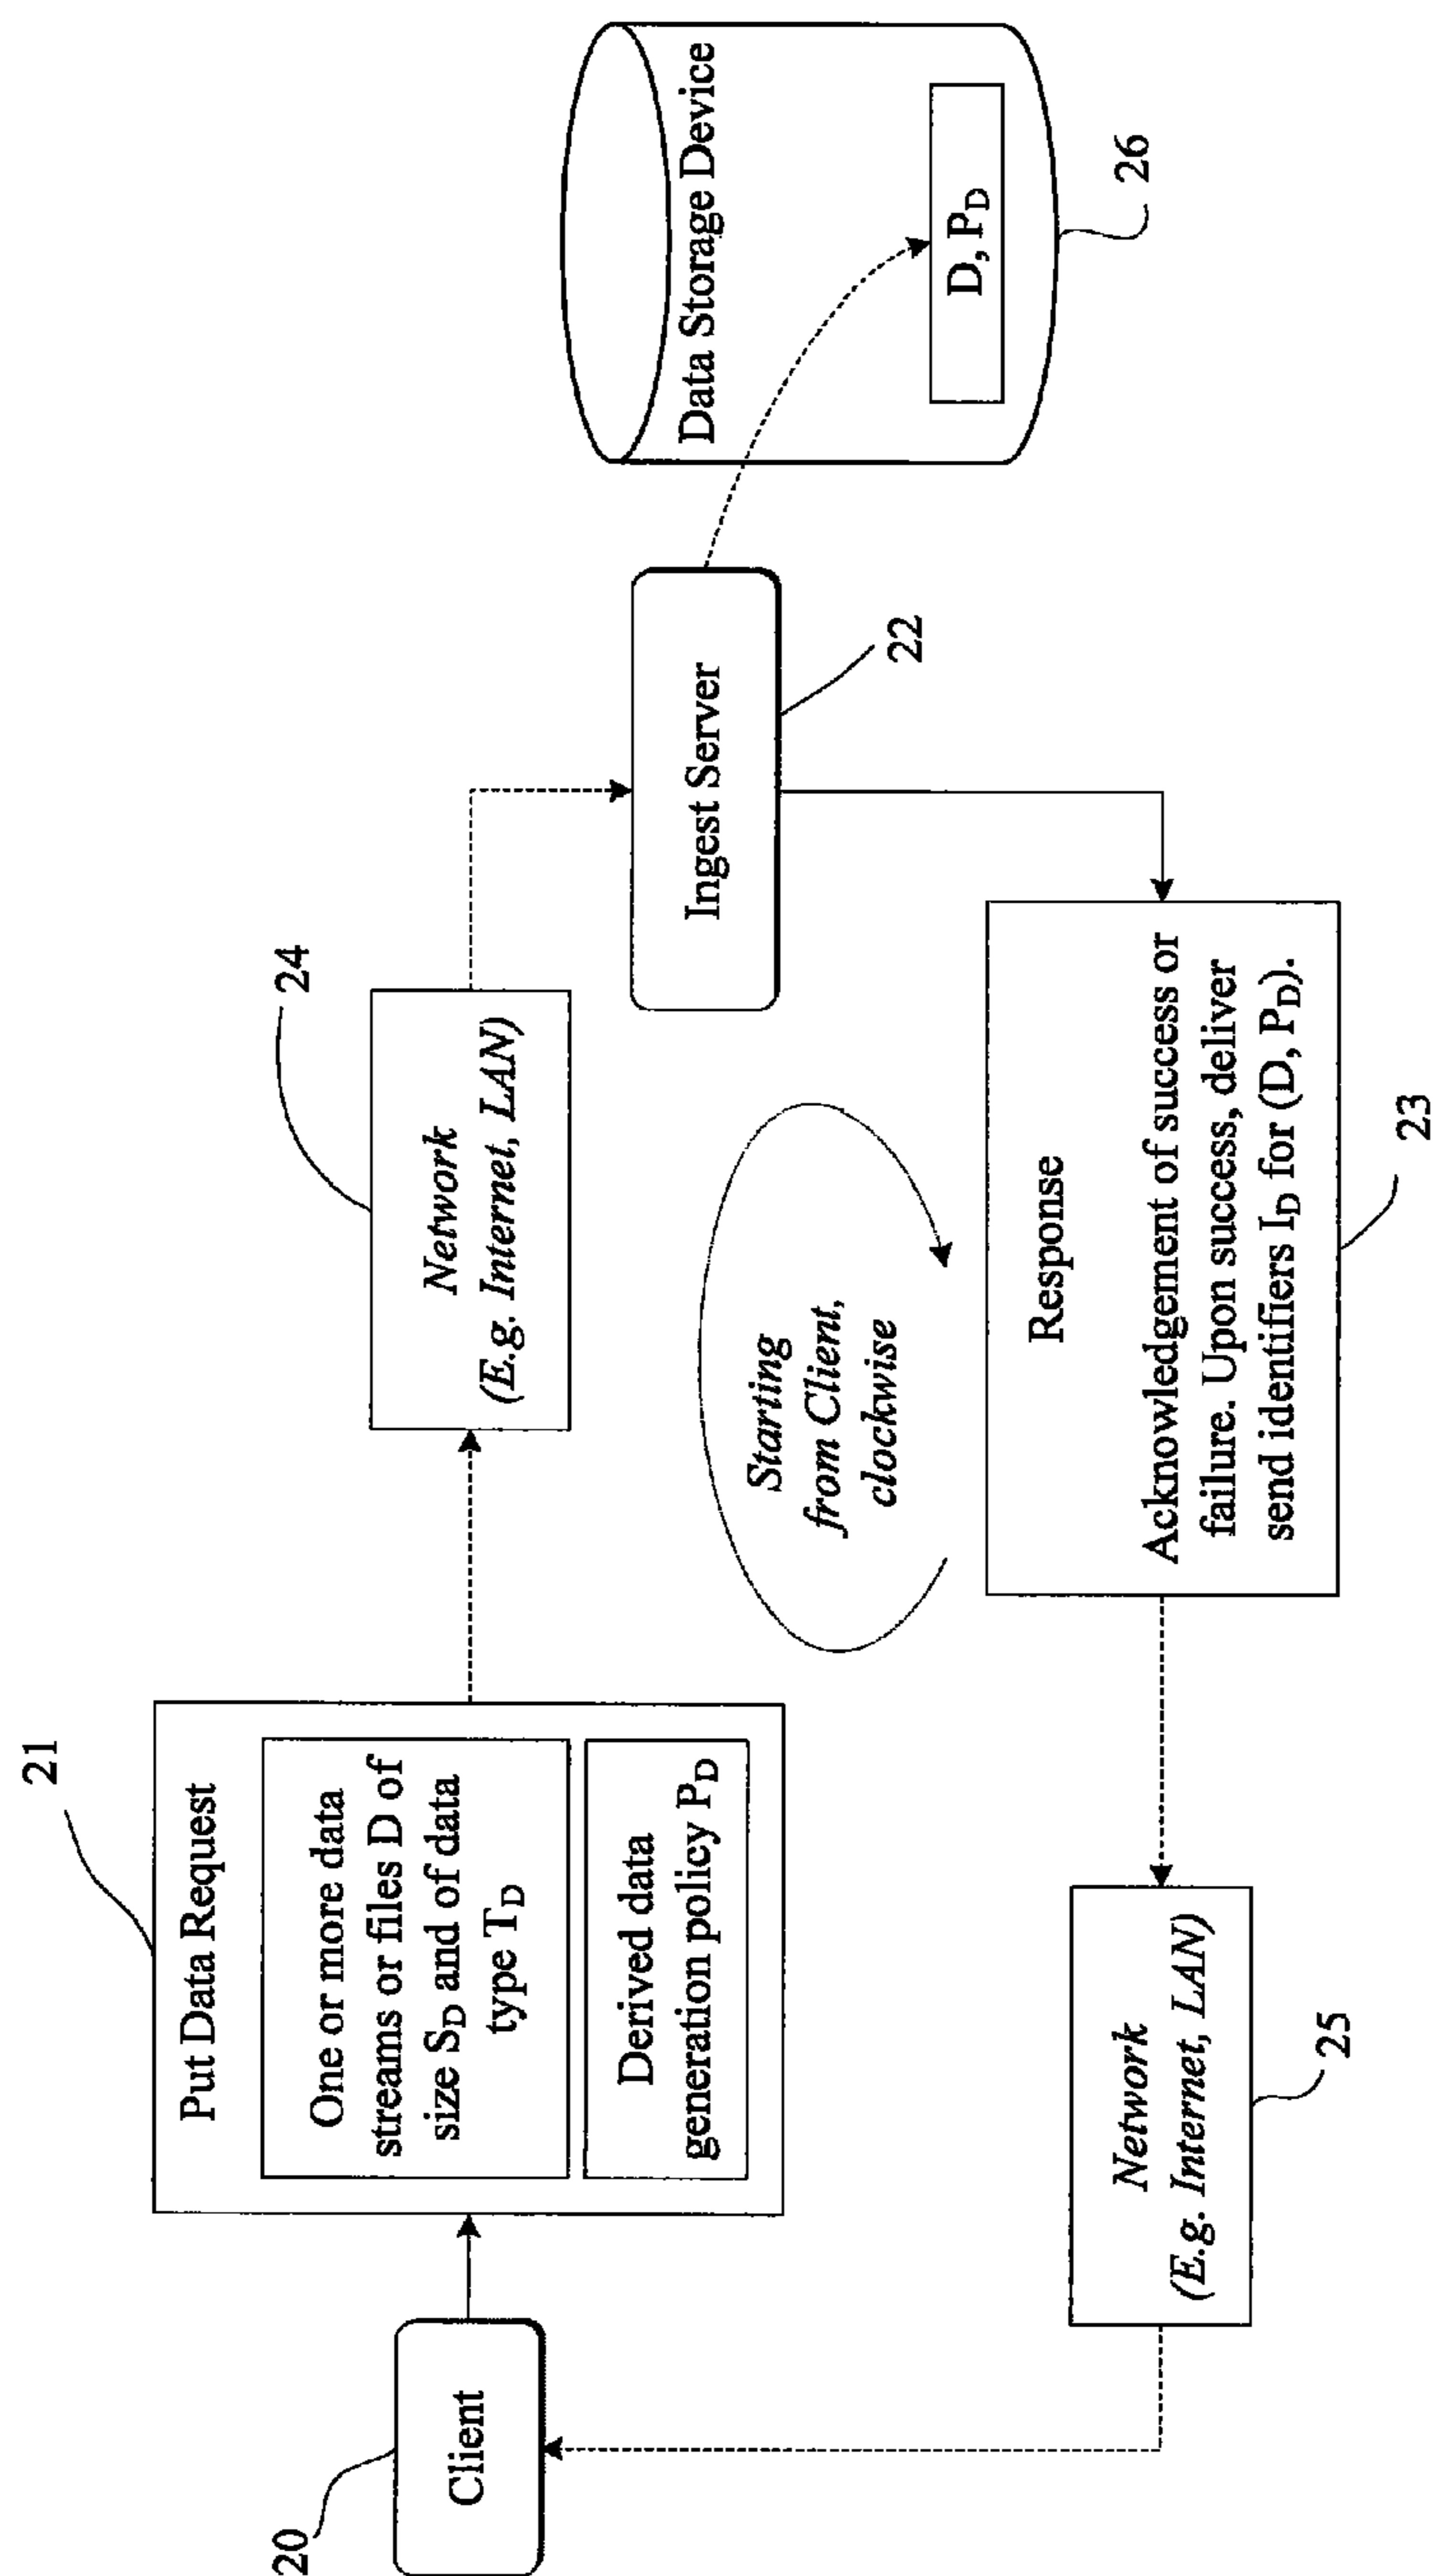 21
Put Data Request
One or more data
streams or files D of
size S_D and of data
type T_D
Derived data
generation policy P_D
20
Client
24
Network
(E.g. Internet, LAN)
Ingest Server
22
Data Storage Device
D, P_D
26
Starting
from Client,
clockwise
Response
Acknowledgement of success or
failure. Upon success, deliver
send identifiers I_D for (D, P_D).
23
Network
(E.g. Internet, LAN)
25